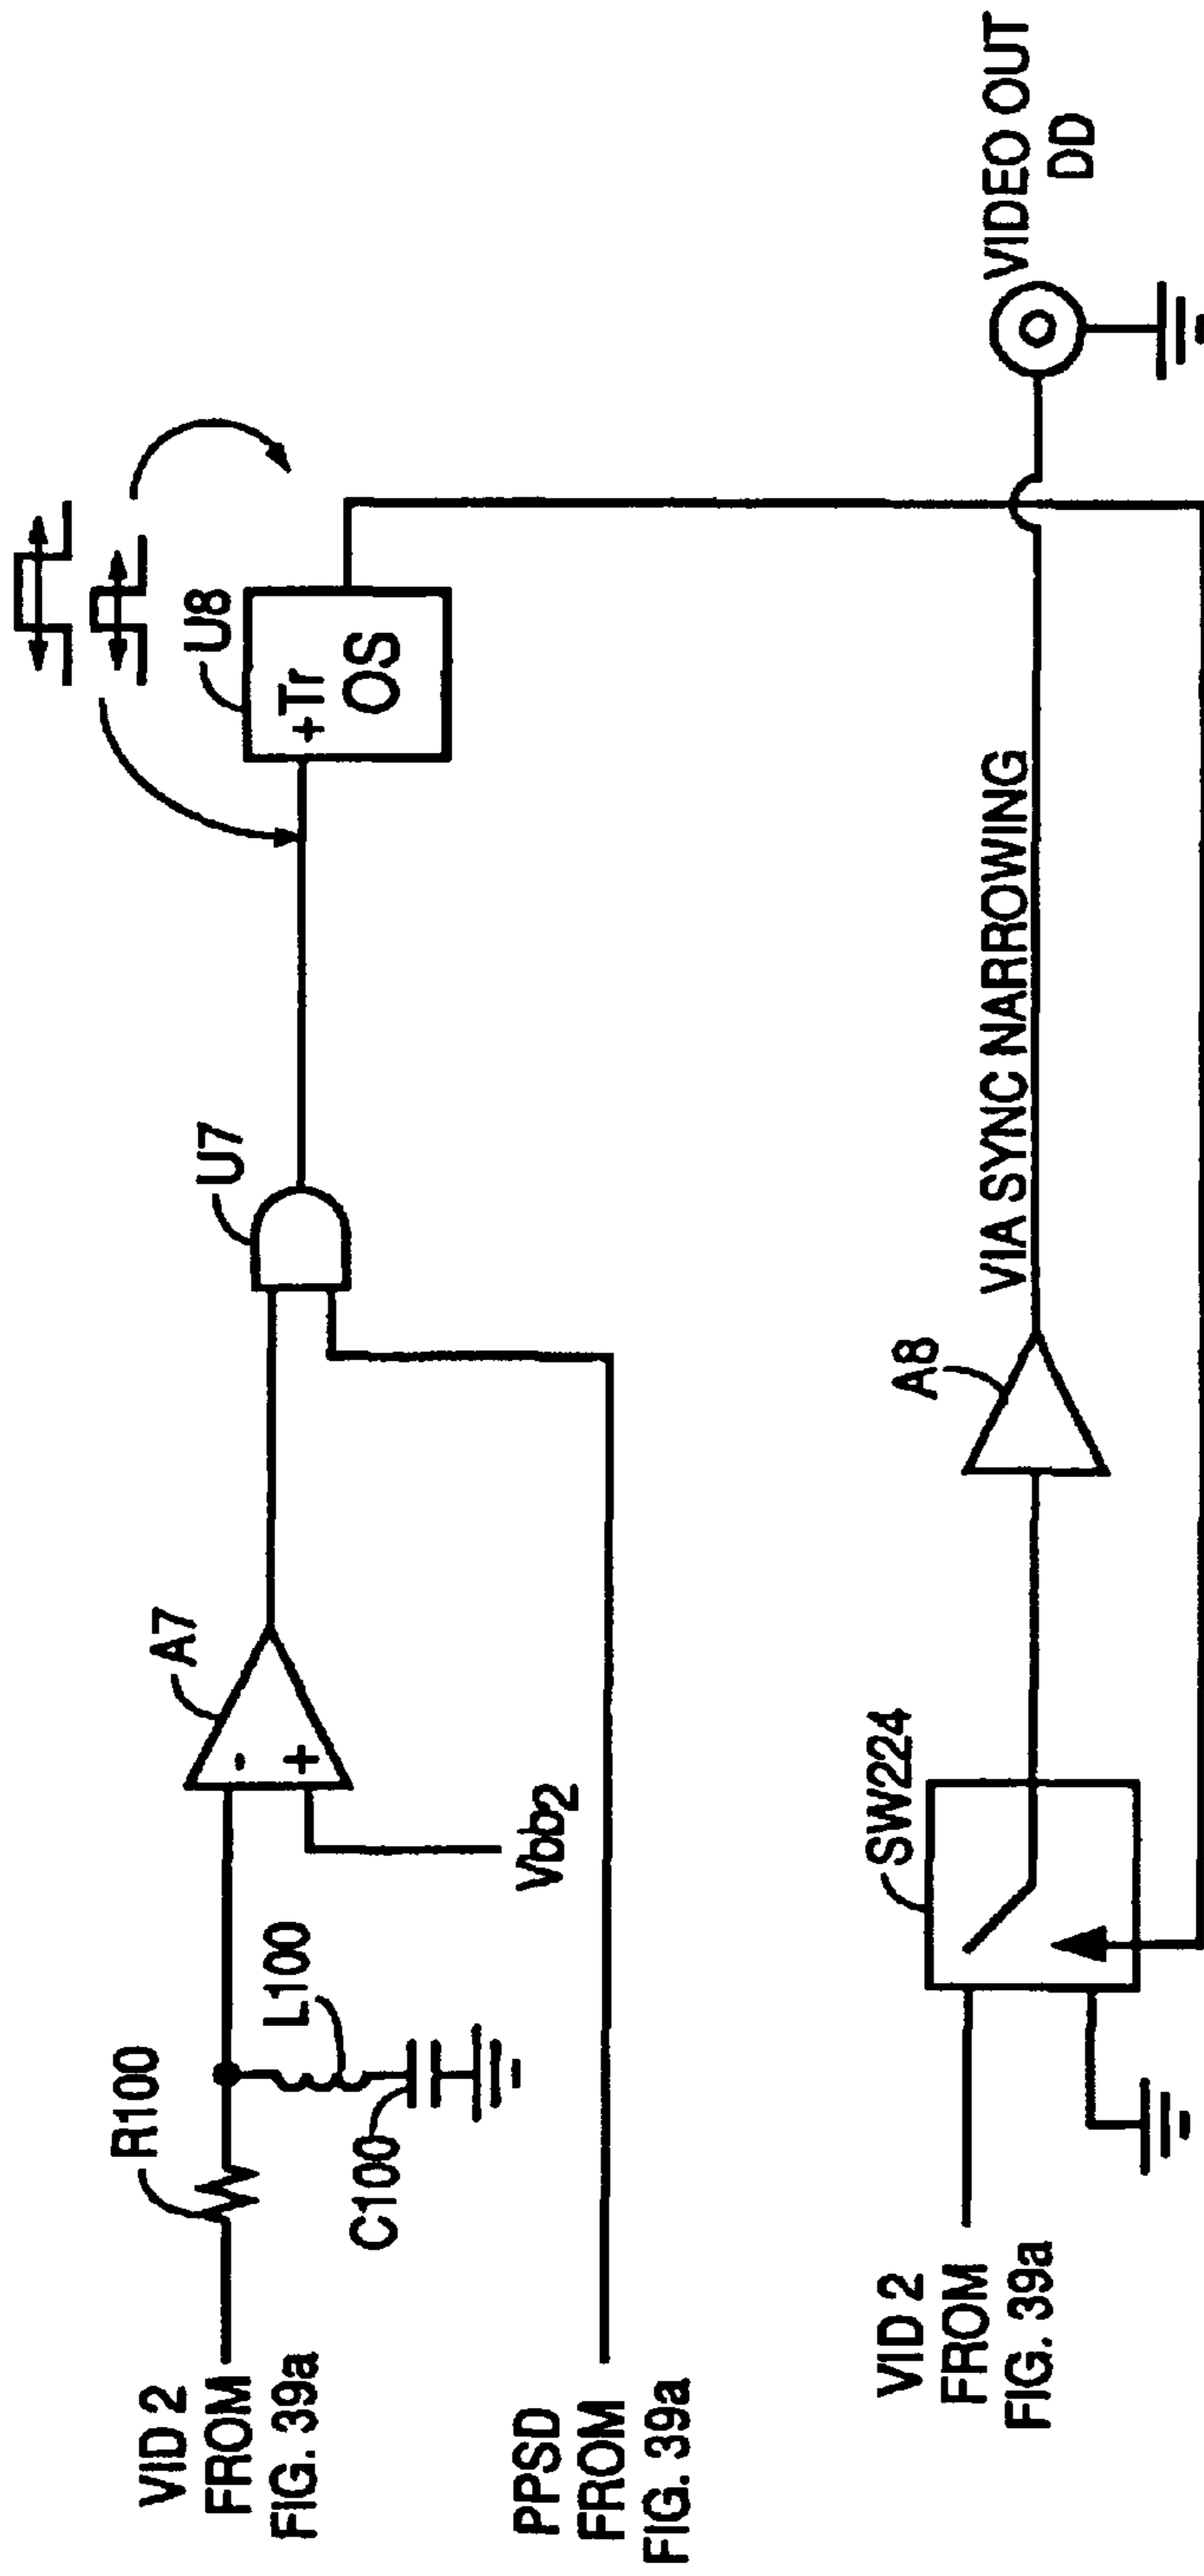 VID 2
FROM
FIG. 39a
R100
L100
C100
A7
-
+
Vbb2
U7
U8
+Tr
OS
PPSD
FROM
FIG. 39a
VID 2
FROM
FIG. 39a
SW224
A8
VIA SYNC NARROWING
VIDEO OUT
DD